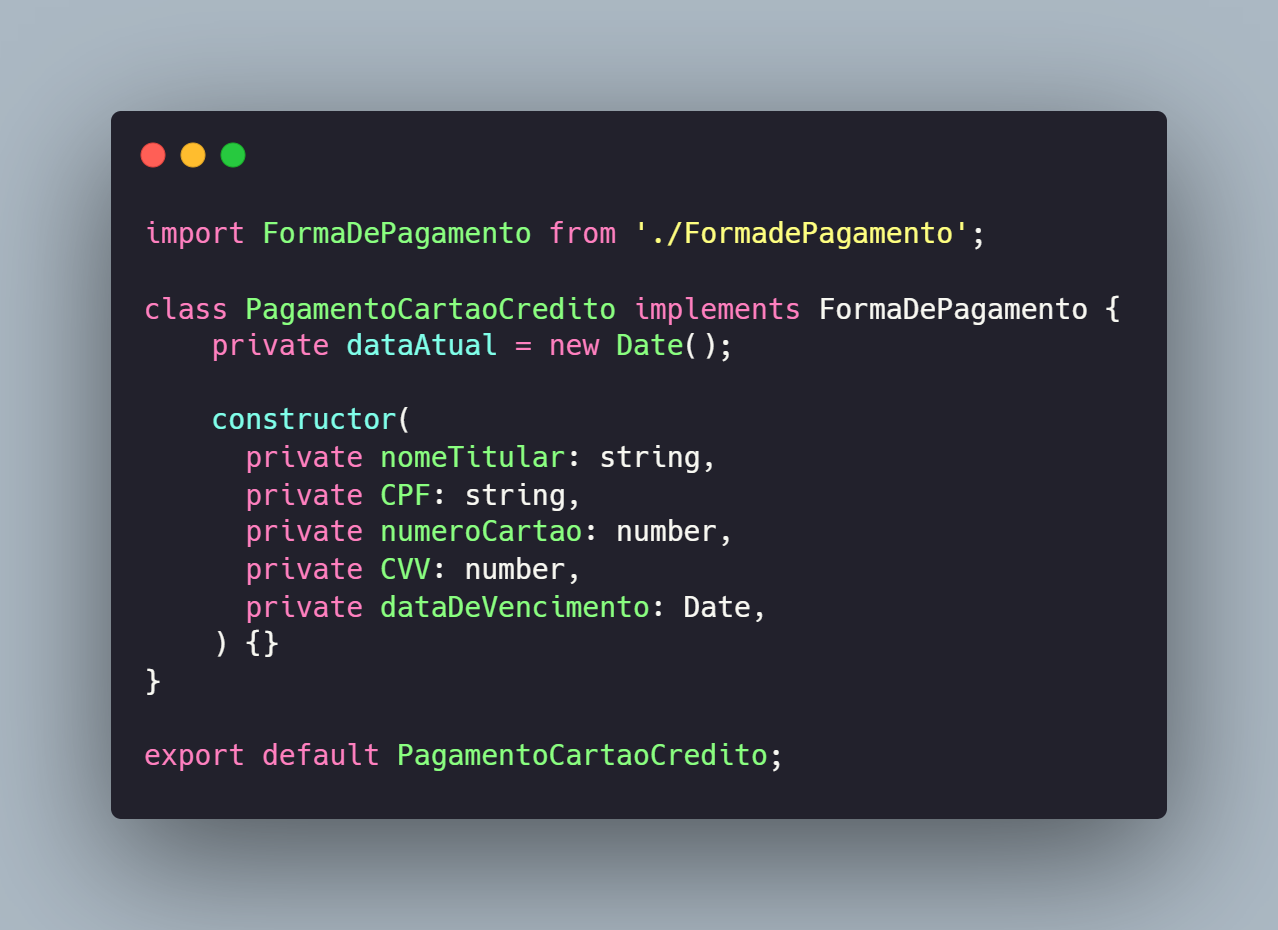 import FormaDePagamento from './FormadePagamento';
class PagamentoCartaoCredito implements FormaDePagamento {
private dataAtual = new Date();
constructor(
private nomeTitular: string,
private CPF: string,
private numeroCartao: number,
private CVV: number,
private dataDeVencimento: Date,
) {}
}
export default PagamentoCartaoCredito;